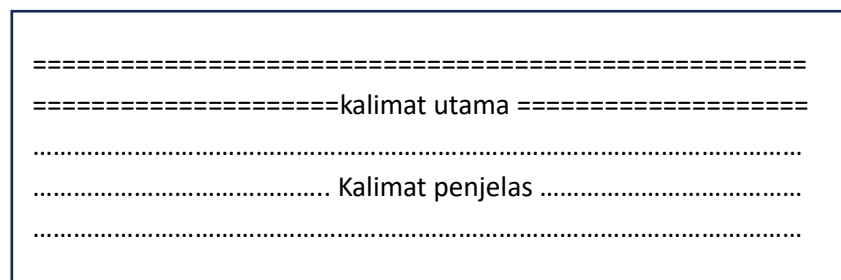 =====================================================
=====================kalimat utama ====================
……………………………………………………………………………………………
………………………………….. Kalimat penjelas ………………………………
……………………………………………………………………………………………